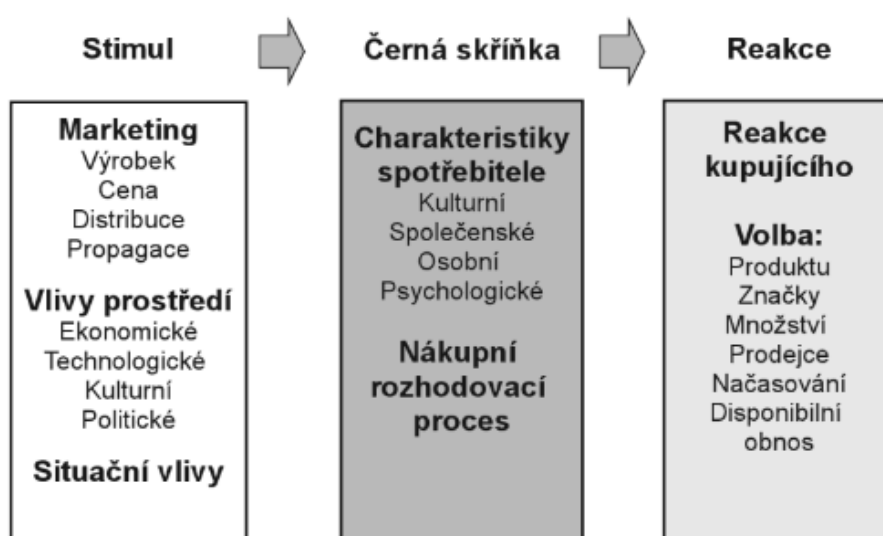 Stimul
Černá skříňka
Reakce
Marketing
Výrobek
Cena
Distribuce
Propagace
Vlivy prostředí
Ekonomické
Technologické
Kulturní
Politické
Situační vlivy
Charakteristiky
spotřebitele
Kulturní
Společenské
Osobní
Psychologické
Nákupní
rozhodovací
proces
Reakce
kupujícího
Volba:
Produktu
Značky
Množství
Prodejce
Načasování
Disponibilní
obnos